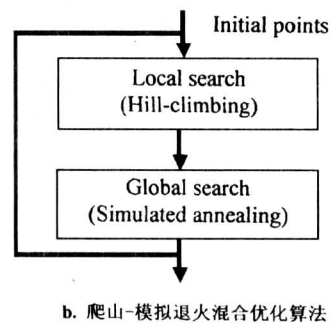 Initial points
Local search
(Hill-climbing)
Global search
(Simulated annealing)
b. 爬山-模拟退火混合优化算法